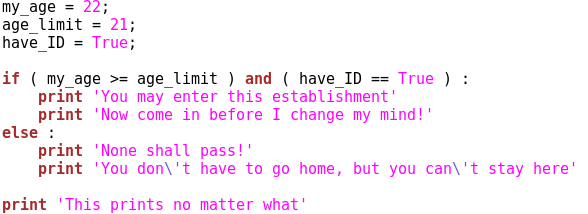 my_age = 22;
age_limit = 21;
have_ID = True;

if ( my_age >= age_limit ) and ( have_ID == True ) :
    print 'You may enter this establishment'
    print 'Now come in before I change my mind!'
else :
    print 'None shall pass!'
    print 'You don\'t have to go home, but you can\'t stay here'

print 'This prints no matter what'